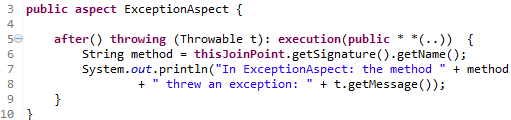 3 public aspect ExceptionAspect {
4
5 after() throwing (Throwable t): execution(public * *(..)) {
6 String method = thisJoinPoint.getSignature().getName();
7 System.out.println("In ExceptionAspect: the method " + method
8 + " threw an exception: " + t.getMessage());
9 }
10 }